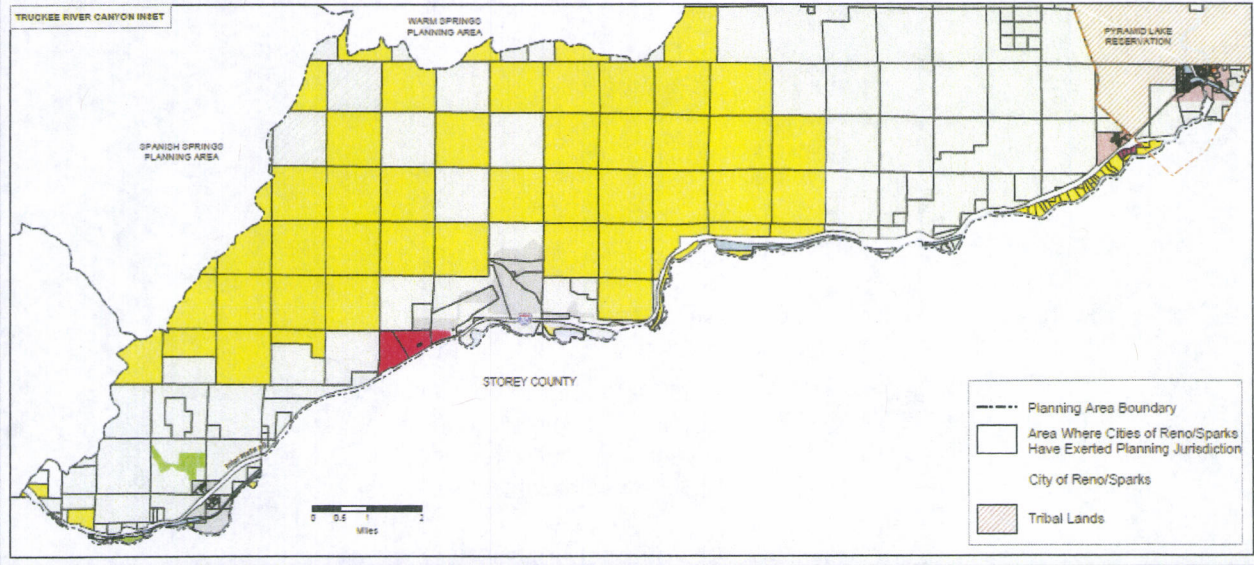 TRUCKEE RIVER CANYON INSET
WARM SPRINGS
PLANNING AREA
PYRAMID LAKE
RESERVATION
SPANISH SPRINGS
PLANNING AREA
STOREY COUNTY
Interstate
0 0.5 1 2
Miles
Planning Area Boundary
Area Where Cities of Reno/Sparks
Have Exerted Planning Jurisdiction
City of Reno/Sparks
Tribal Lands